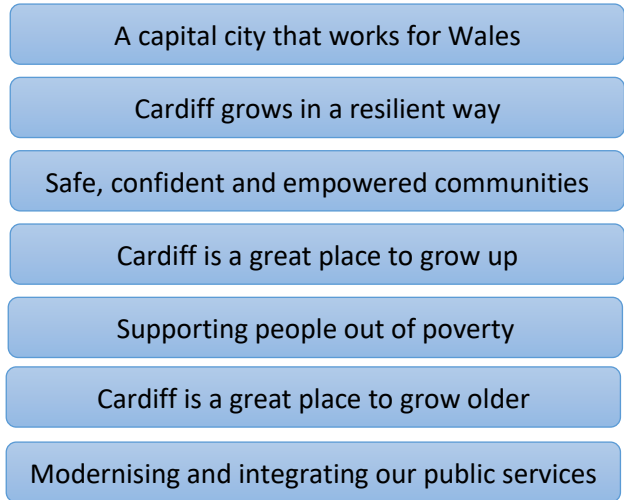 A capital city that works for Wales
Cardiff grows in a resilient way
Safe, confident and empowered communities
Cardiff is a great place to grow up
Supporting people out of poverty
Cardiff is a great place to grow older
Modernising and integrating our public services